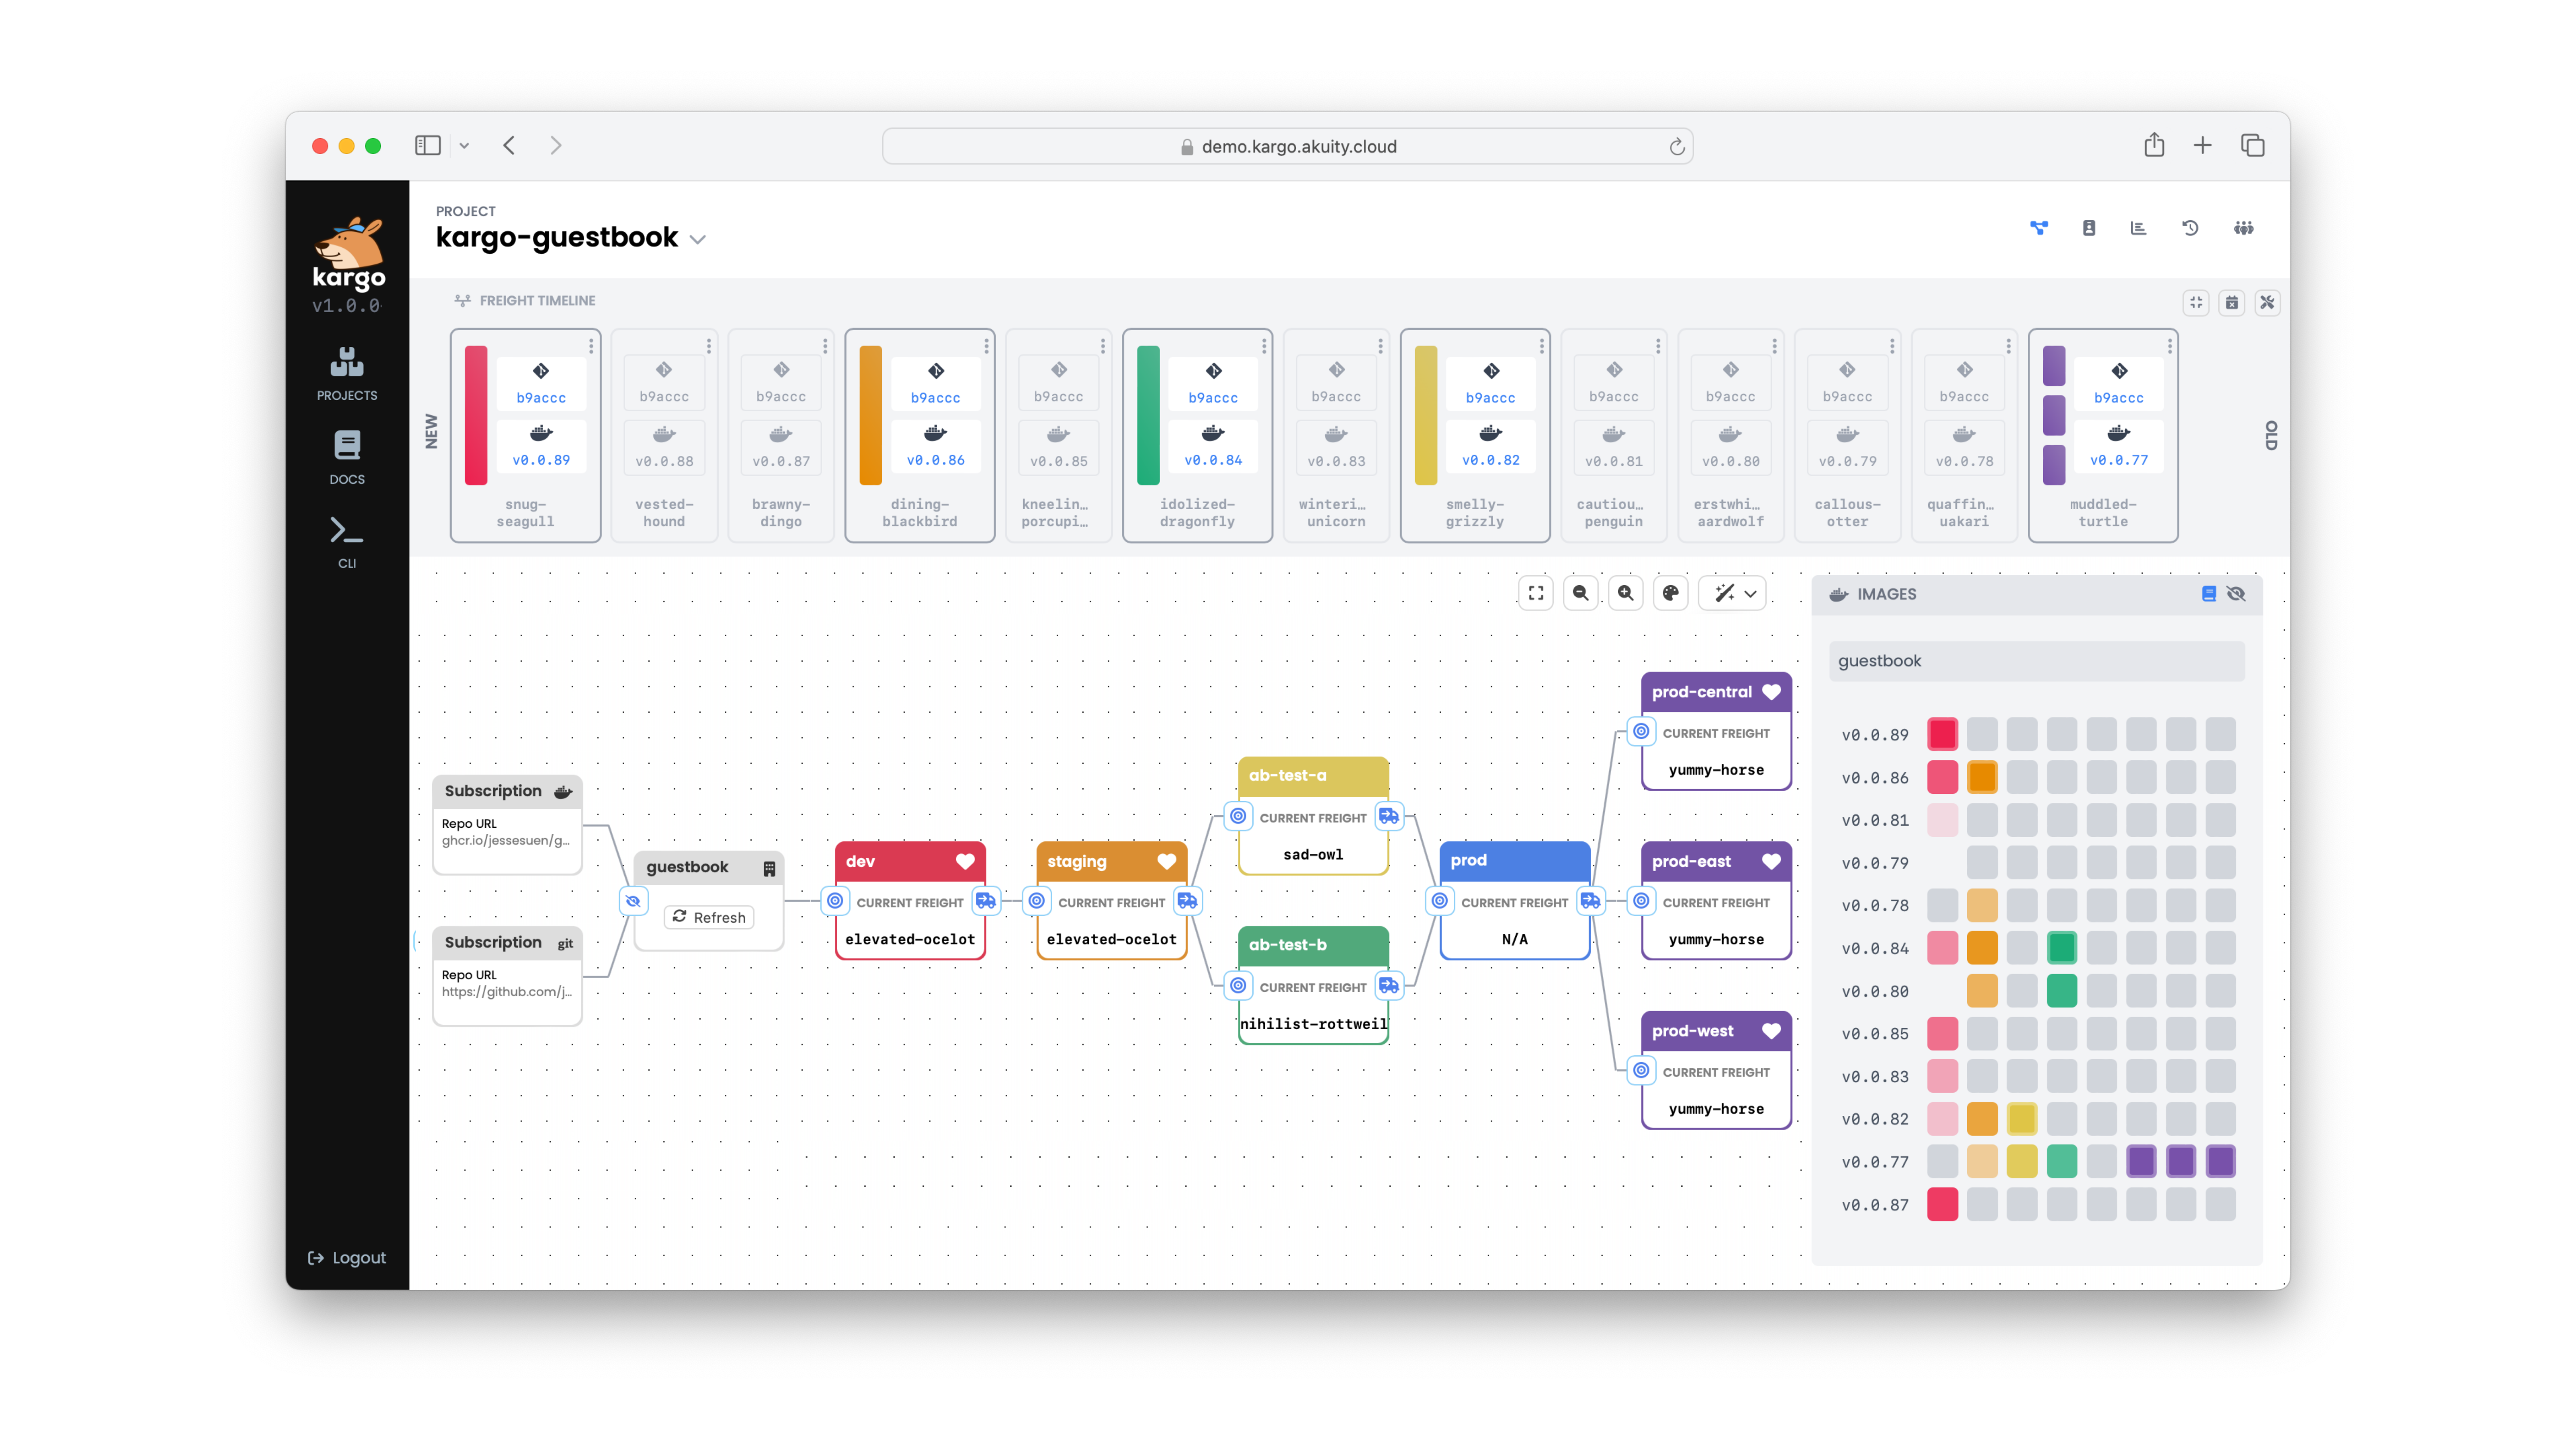 demo.kargo.akuity.cloud
kargo
v1.0.0
PROJECTS
DOCS
CLI
Logout
PROJECT
kargo-guestbook
FREIGHT TIMELINE
NEW
b9accc
v0.0.89
snug-
seagull
b9accc
v0.0.88
vested-
hound
b9accc
v0.0.87
brawny-
dingo
b9accc
v0.0.86
dining-
blackbird
b9accc
v0.0.85
kneelin…
porcupi…
b9accc
v0.0.84
idolized-
dragonfly
b9accc
v0.0.83
winteri…
unicorn
b9accc
v0.0.82
smelly-
grizzly
b9accc
v0.0.81
cautiou…
penguin
b9accc
v0.0.80
erstwhi…
aardwolf
b9accc
v0.0.79
callous-
otter
b9accc
v0.0.78
quaffin…
uakari
b9accc
v0.0.77
muddled-
turtle
OLD
Subscription
Repo URL
ghcr.io/jessesuen/g…
Subscription git
Repo URL
https://github.com/j…
guestbook
Refresh
dev
CURRENT FREIGHT
elevated-ocelot
staging
CURRENT FREIGHT
elevated-ocelot
ab-test-a
CURRENT FREIGHT
sad-owl
ab-test-b
CURRENT FREIGHT
nihilist-rottweil
prod
CURRENT FREIGHT
N/A
prod-central
CURRENT FREIGHT
yummy-horse
prod-east
CURRENT FREIGHT
yummy-horse
prod-west
CURRENT FREIGHT
yummy-horse
IMAGES
guestbook
v0.0.89
v0.0.86
v0.0.81
v0.0.79
v0.0.78
v0.0.84
v0.0.80
v0.0.85
v0.0.83
v0.0.82
v0.0.77
v0.0.87